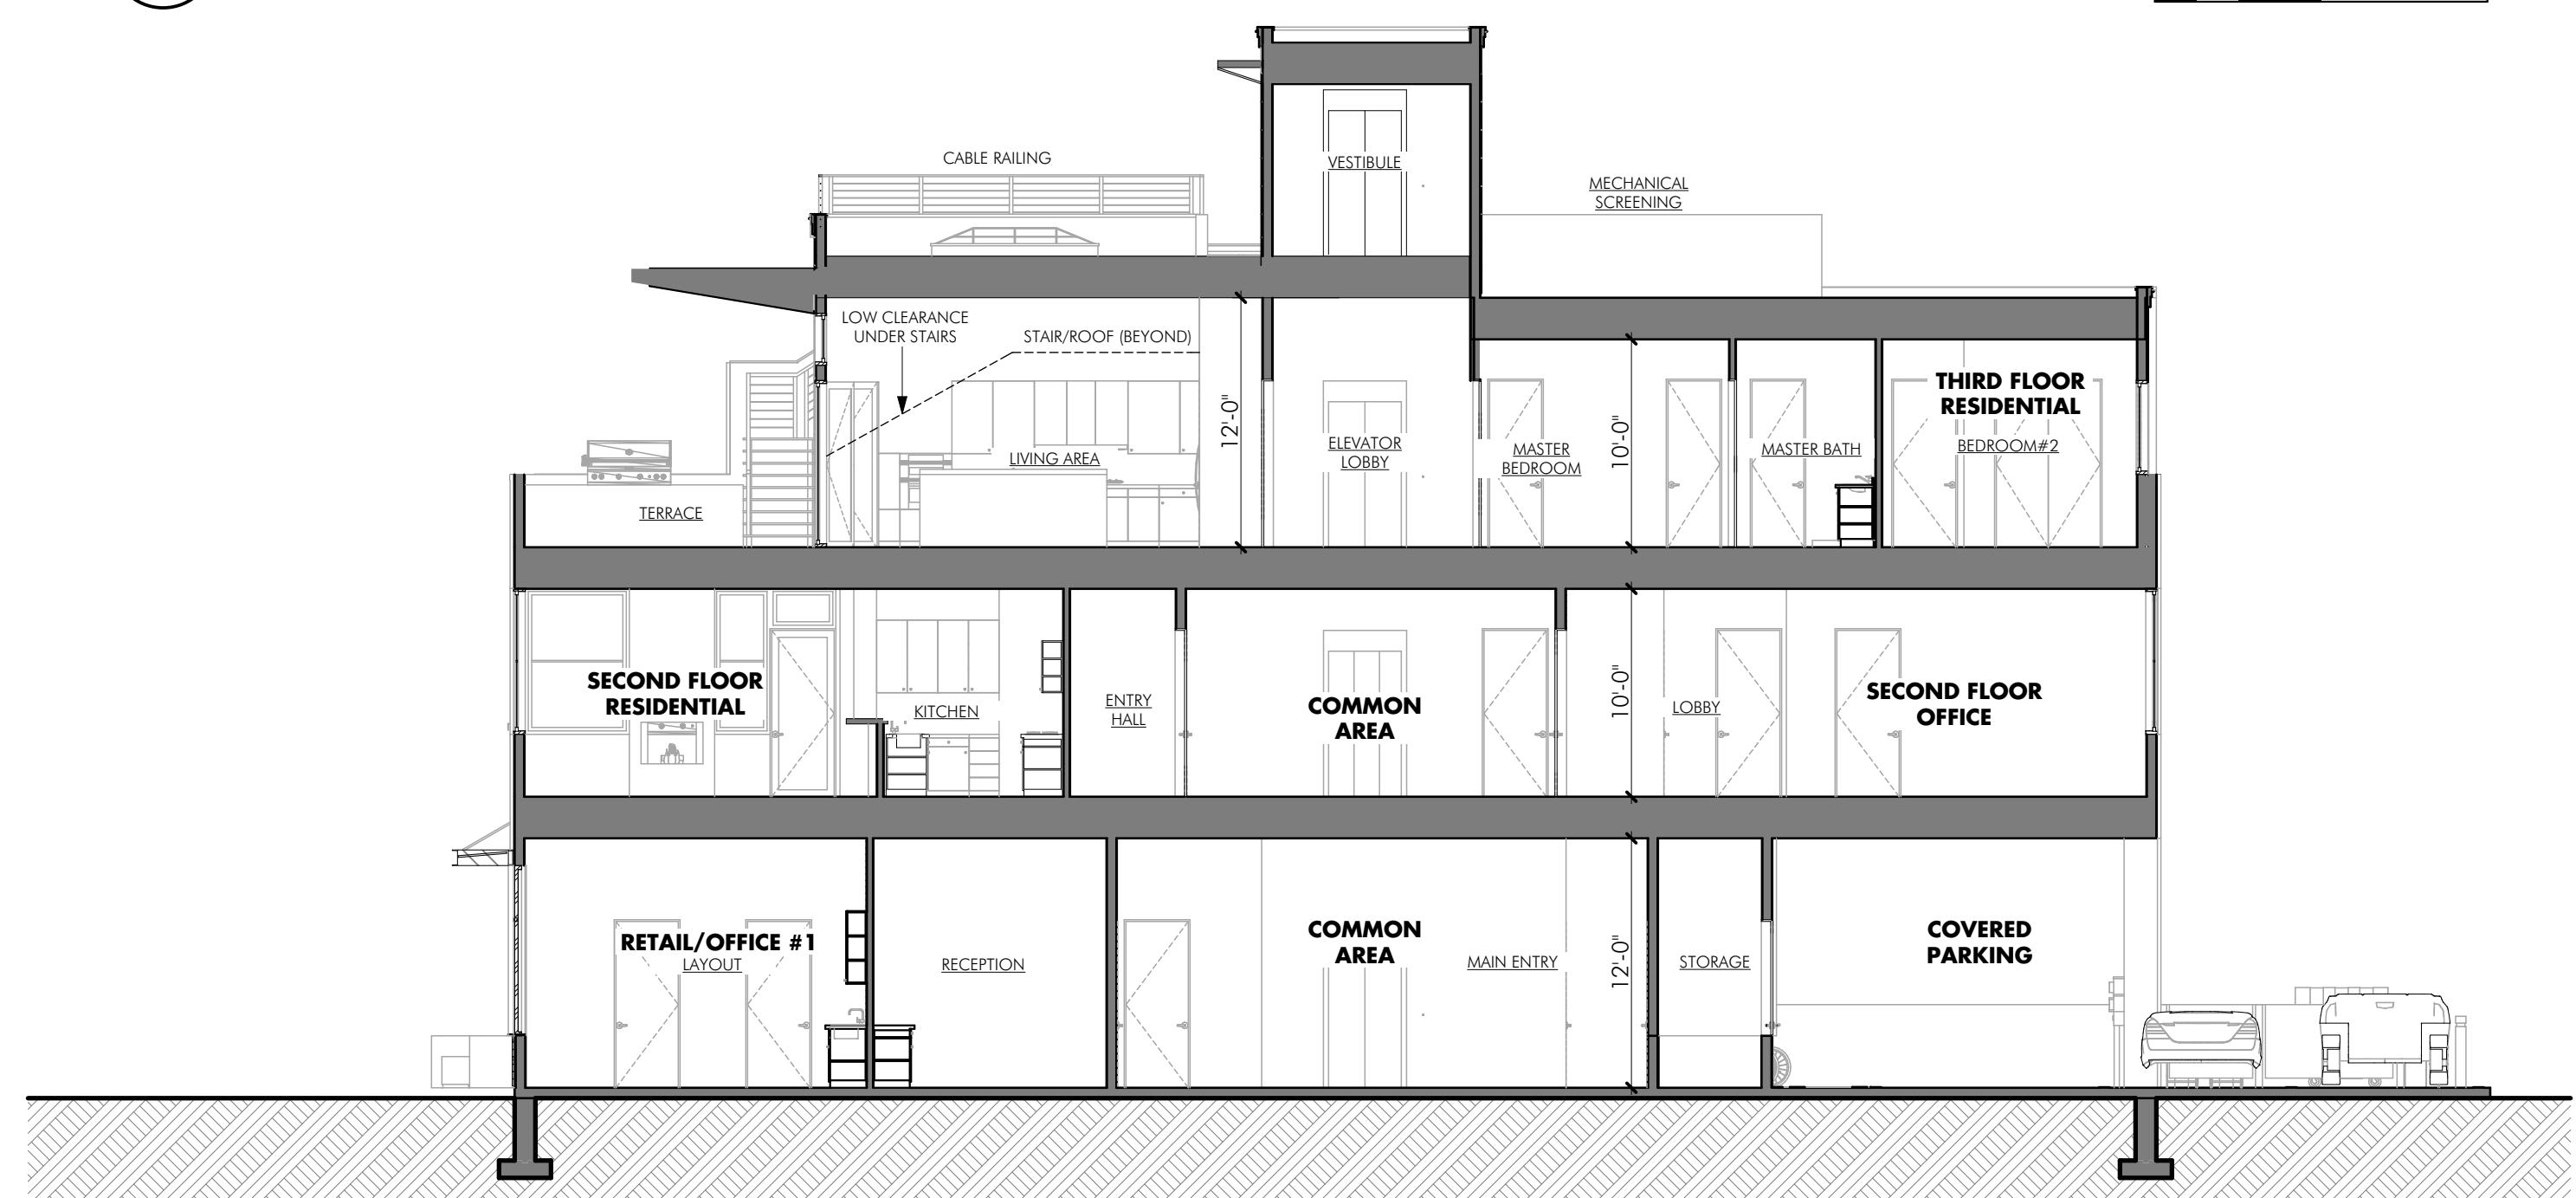 VESTIBULE
CABLE RAILING
MECHANICAL
SCREENING
LOW CLEARANCE
UNDER STAIRS
STAIR/ROOF (BEYOND)
12'-0"
10'-0"
THIRD FLOOR
RESIDENTIAL
BEDROOM#2
LIVING AREA
ELEVATOR
LOBBY
MASTER
BEDROOM
MASTER BATH
TERRACE
SECOND FLOOR
RESIDENTIAL
KITCHEN
ENTRY
HALL
COMMON
AREA
10'-0"
LOBBY
SECOND FLOOR
OFFICE
RETAIL/OFFICE #1
LAYOUT
RECEPTION
COMMON
AREA
MAIN ENTRY
12'-0"
STORAGE
COVERED
PARKING